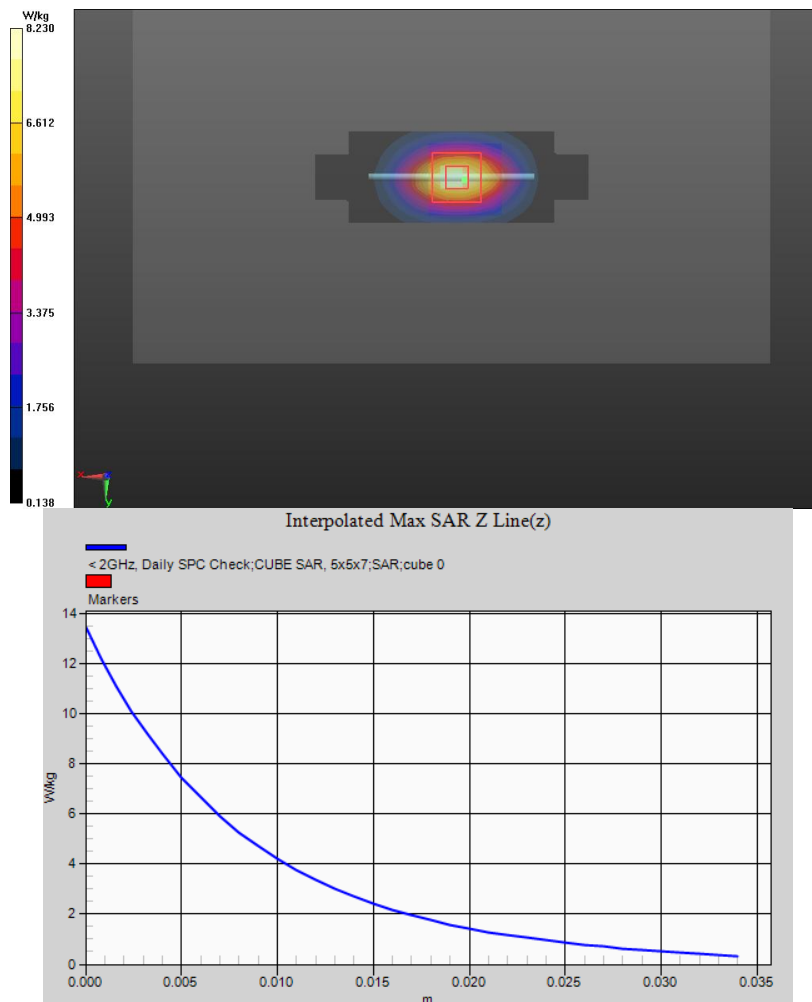 W/kg
8.230
6.612
4.993
3.375
1.756
0.138
x
y
Interpolated Max SAR Z Line(z)
< 2GHz, Daily SPC Check;CUBE SAR, 5x5x7;SAR;cube 0
Markers
14
12
10
8
6
4
2
0
W/kg
0.000 0.005 0.010 0.015 0.020 0.025 0.030 0.035
m